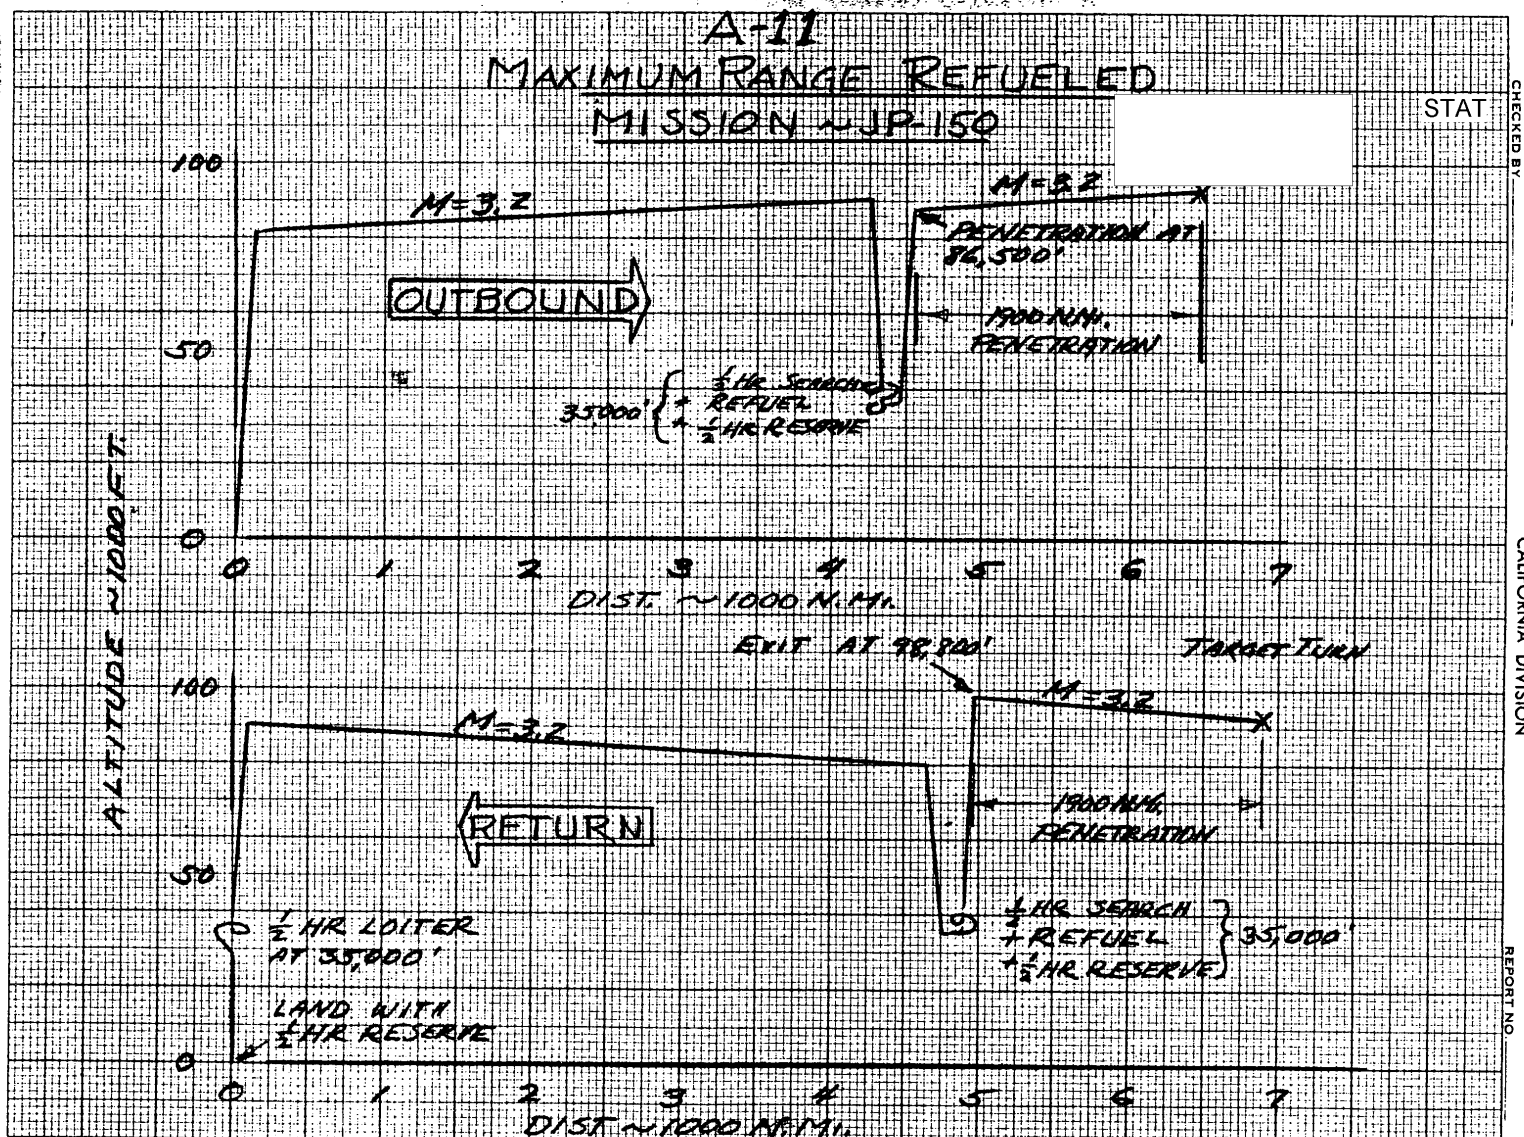 A-11
MAXIMUM RANGE REFUELED
MISSION ~ JP-150
STAT
CHECKED BY
100
M=3.2
M=3.2
PENETRATION AT
86,500'
OUTBOUND
1900 N.MI.
PENETRATION
50
35,000' { 1/2 HR SEARCH
+ REFUEL
+ 1/2 HR RESERVE
0
0 1 2 3 4 5 6 7
DIST. ~ 1000 N.MI.
ALTITUDE ~ 1000 FT.
CALIFORNIA DIVISION
EXIT AT 98,800'
TARGET TURN
100
M=3.2
M=3.2
RETURN
1900 N.MI.
PENETRATION
50
1/2 HR LOITER
AT 35,000'
1/2 HR SEARCH
+ REFUEL } 35,000'
+ 1/2 HR RESERVE
LAND WITH
1/2 HR RESERVE
REPORT NO.
0
0 1 2 3 4 5 6 7
DIST ~ 1000 N.MI.